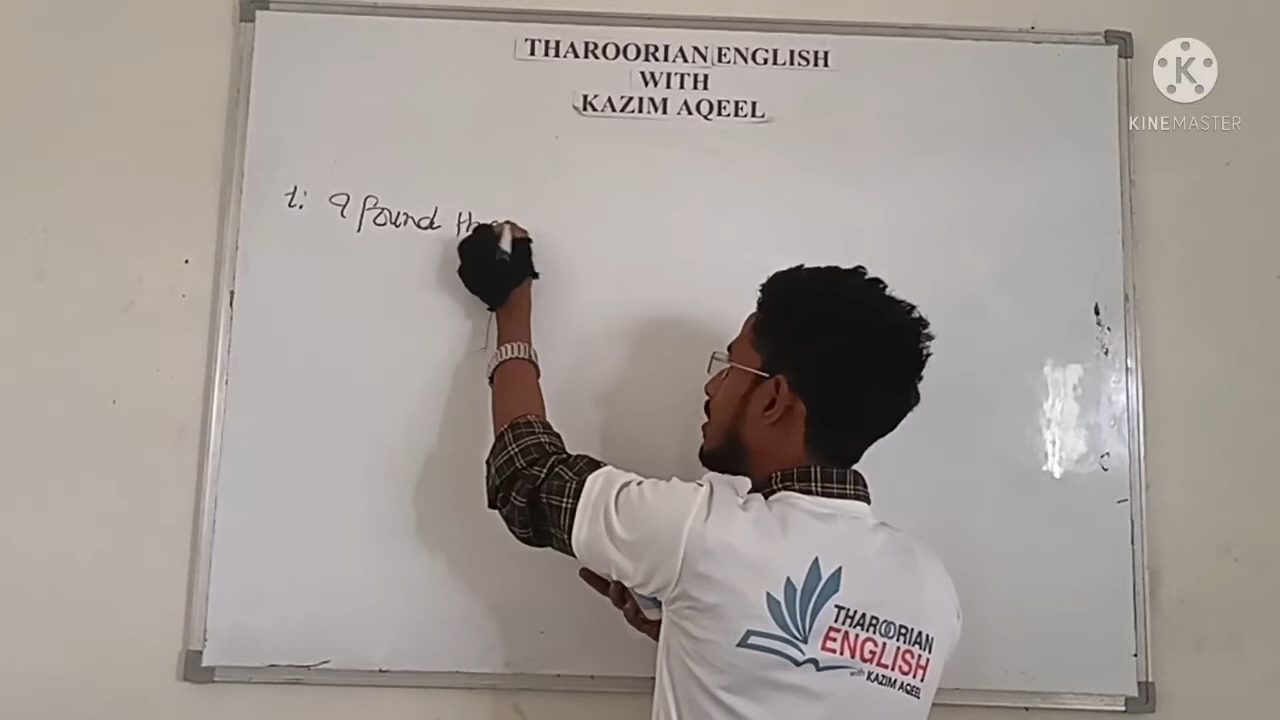 THAROORIAN ENGLISH
WITH
KAZIM AQEEL
KINEMASTER
1: I found
THAROORIAN
ENGLISH
with KAZIM AQEEL